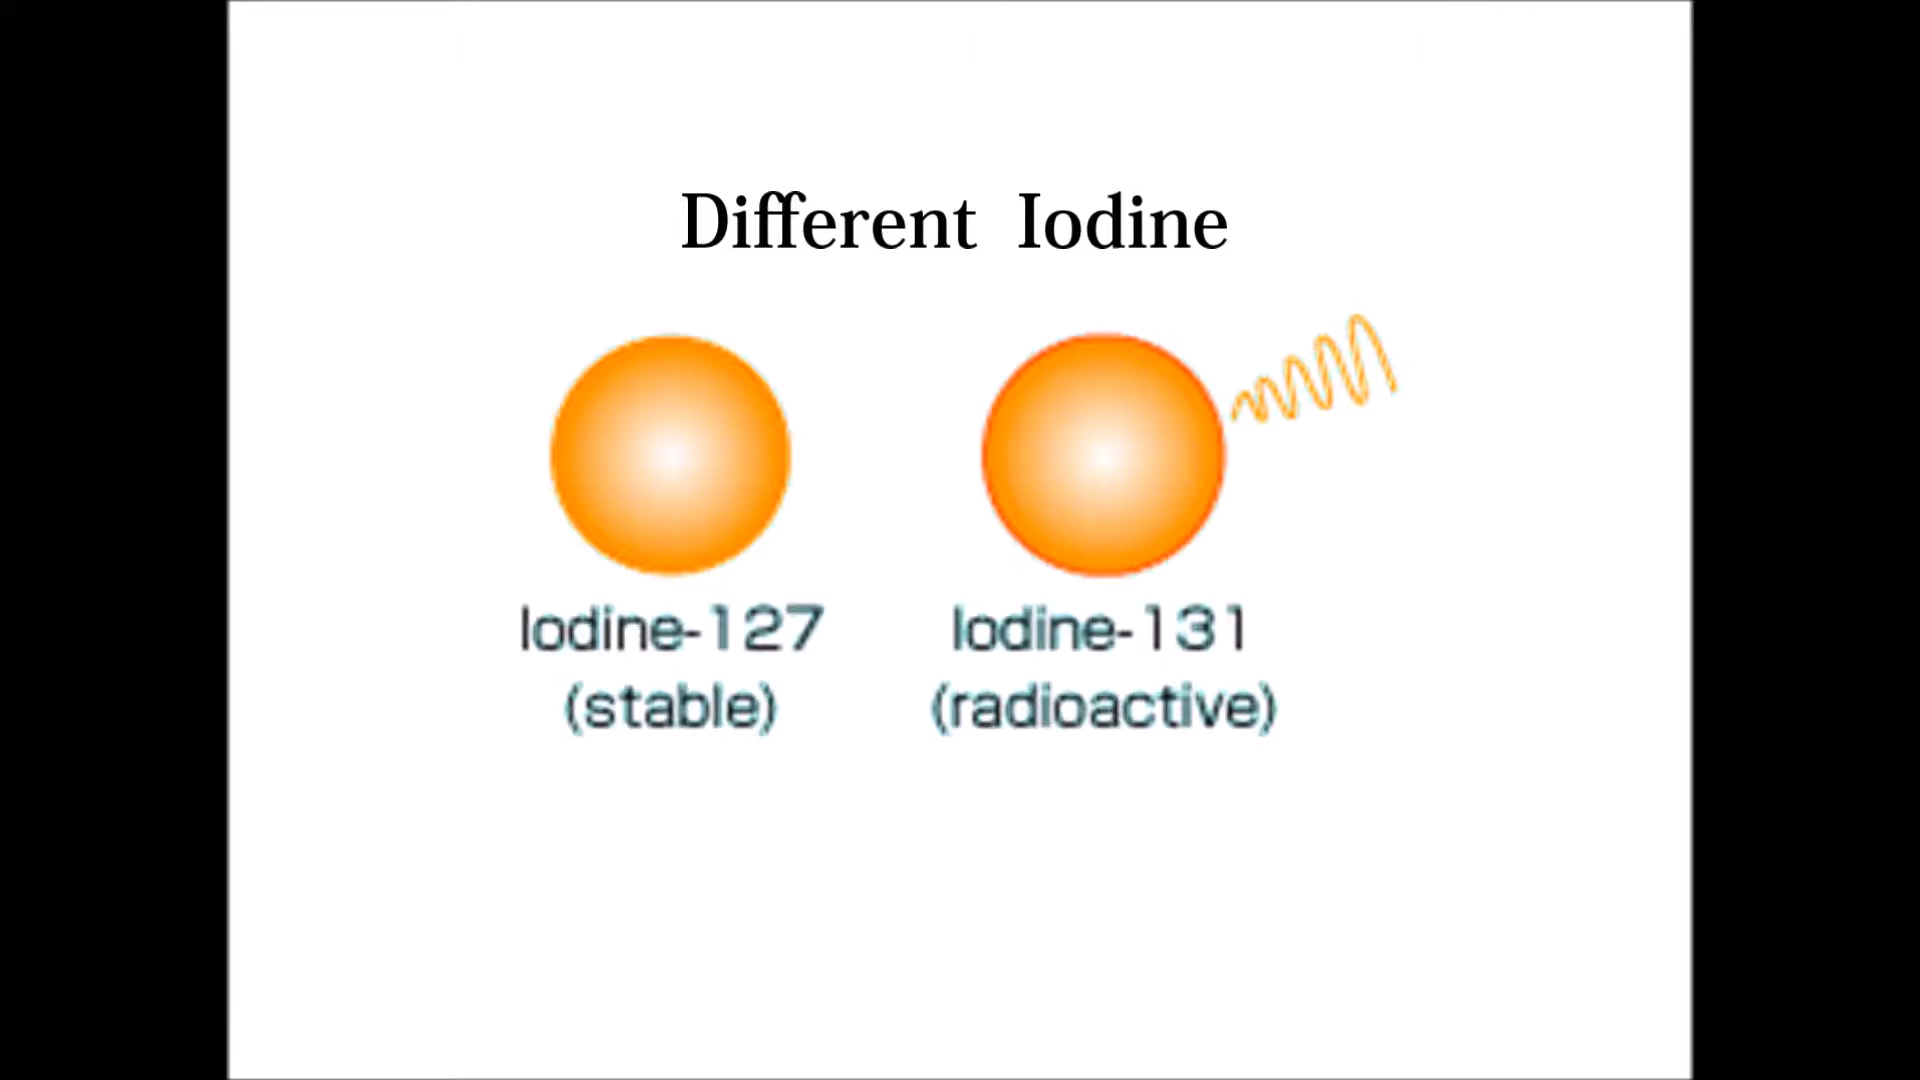 Different Iodine
Iodine-127
(stable)
Iodine-131
(radioactive)